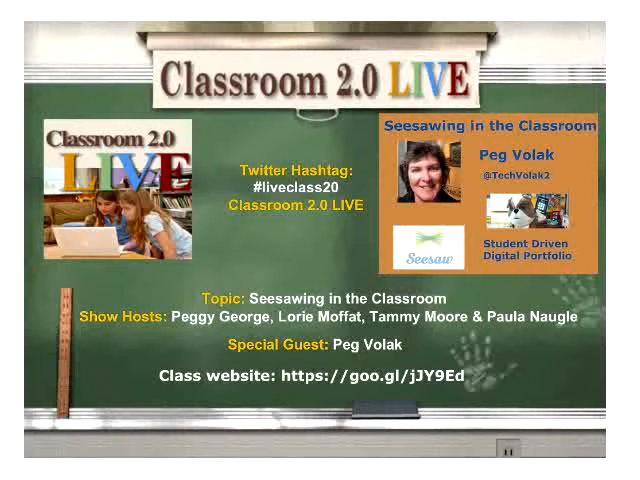 Classroom 2.0 LIVE
Classroom 2.0
LIVE
Twitter Hashtag:
#liveclass20
Classroom 2.0 LIVE
Seesawing in the Classroom
Peg Volak
@TechVolak2
Seesaw
Student Driven
Digital Portfolio
Topic: Seesawing in the Classroom
Show Hosts: Peggy George, Lorie Moffat, Tammy Moore & Paula Naugle
Special Guest: Peg Volak
Class website: https://goo.gl/jJY9Ed